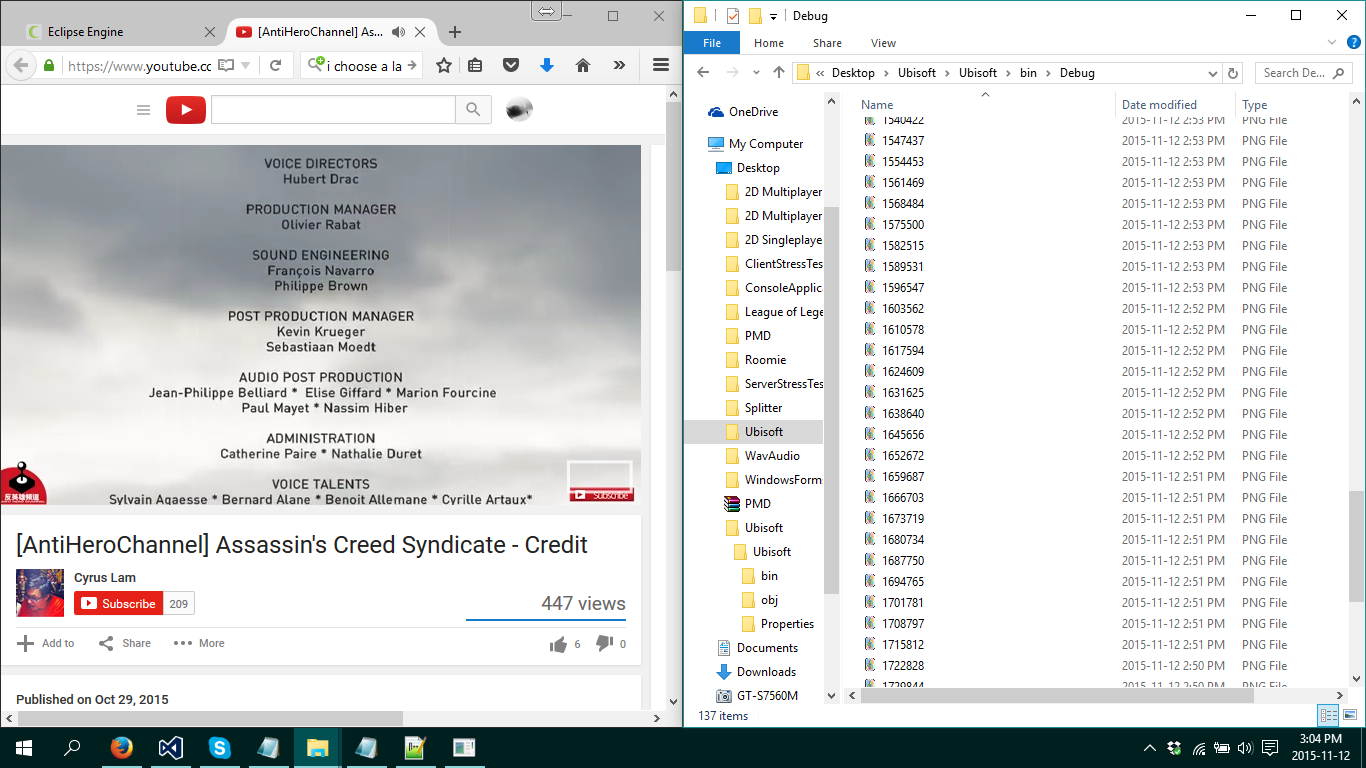 Eclipse Engine
[AntiHeroChannel] As...
https://www.youtube.cc
i choose a la
VOICE DIRECTORS
Hubert Drac
PRODUCTION MANAGER
Olivier Rabat
SOUND ENGINEERING
François Navarro
Philippe Brown
POST PRODUCTION MANAGER
Kevin Krueger
Sebastiaan Moedt
AUDIO POST PRODUCTION
Jean-Philippe Belliard * Elise Giffard * Marion Fourcine
Paul Mayet * Nassim Hiber
ADMINISTRATION
Catherine Paire * Nathalie Duret
VOICE TALENTS
Sylvain Agaesse * Bernard Alane * Benoit Allemane * Cyrille Artaux*
反英雄頻道
Subscribe
[AntiHeroChannel] Assassin's Creed Syndicate - Credit
Cyrus Lam
Subscribe 209
447 views
Add to Share More 6 0
Published on Oct 29, 2015
Debug
File Home Share View
« Desktop > Ubisoft > Ubisoft > bin > Debug
Search De...
OneDrive
My Computer
Desktop
2D Multiplayer
2D Multiplayer
2D Singleplaye
ClientStressTes
ConsoleApplica
League of Lege
PMD
Roomie
ServerStressTes
Splitter
Ubisoft
WavAudio
WindowsForm
PMD
Ubisoft
Ubisoft
bin
obj
Properties
Documents
Downloads
GT-S7560M
Name Date modified Type
1540422 2015-11-12 2:53 PM PNG File
1547437 2015-11-12 2:53 PM PNG File
1554453 2015-11-12 2:53 PM PNG File
1561469 2015-11-12 2:53 PM PNG File
1568484 2015-11-12 2:53 PM PNG File
1575500 2015-11-12 2:53 PM PNG File
1582515 2015-11-12 2:53 PM PNG File
1589531 2015-11-12 2:53 PM PNG File
1596547 2015-11-12 2:53 PM PNG File
1603562 2015-11-12 2:52 PM PNG File
1610578 2015-11-12 2:52 PM PNG File
1617594 2015-11-12 2:52 PM PNG File
1624609 2015-11-12 2:52 PM PNG File
1631625 2015-11-12 2:52 PM PNG File
1638640 2015-11-12 2:52 PM PNG File
1645656 2015-11-12 2:52 PM PNG File
1652672 2015-11-12 2:52 PM PNG File
1659687 2015-11-12 2:51 PM PNG File
1666703 2015-11-12 2:51 PM PNG File
1673719 2015-11-12 2:51 PM PNG File
1680734 2015-11-12 2:51 PM PNG File
1687750 2015-11-12 2:51 PM PNG File
1694765 2015-11-12 2:51 PM PNG File
1701781 2015-11-12 2:51 PM PNG File
1708797 2015-11-12 2:51 PM PNG File
1715812 2015-11-12 2:51 PM PNG File
1722828 2015-11-12 2:50 PM PNG File
1729844 2015-11-12 2:50 PM PNG File
137 items
3:04 PM
2015-11-12